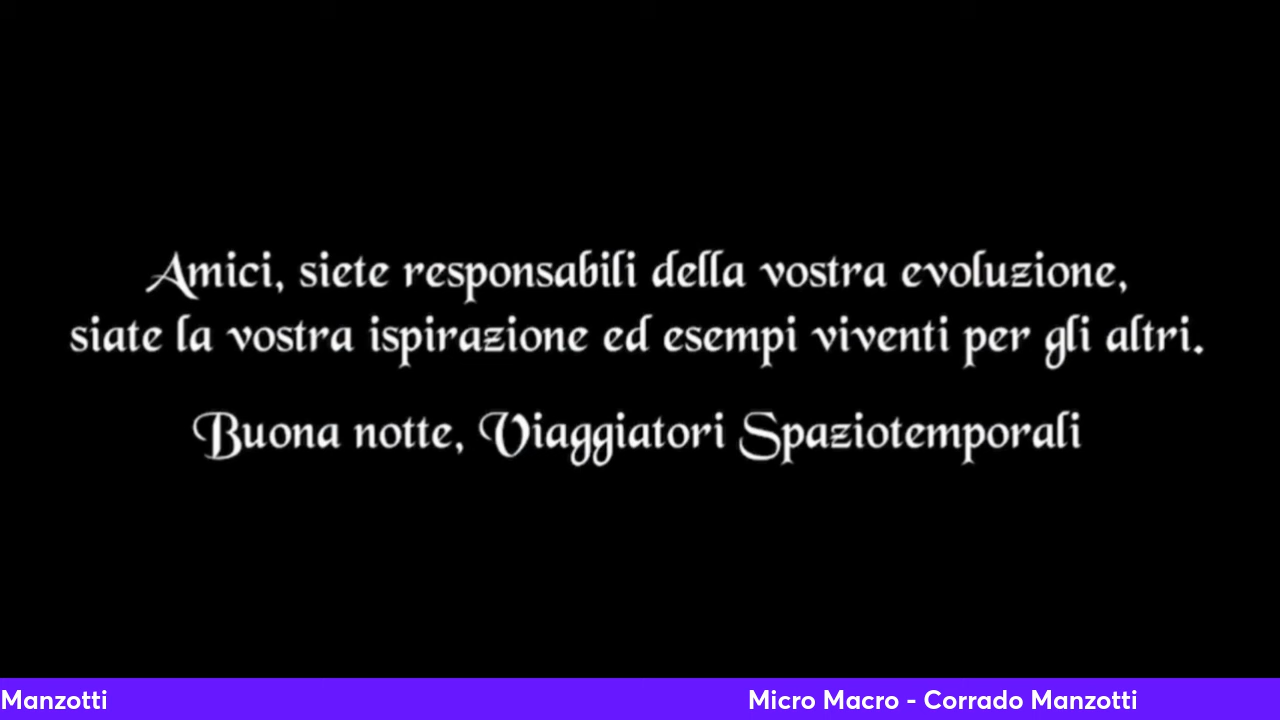 Amici, siete responsabili della vostra evoluzione,
siate la vostra ispirazione ed esempi viventi per gli altri.
Buona notte, Viaggiatori Spaziotemporali
Manzotti Micro Macro - Corrado Manzotti